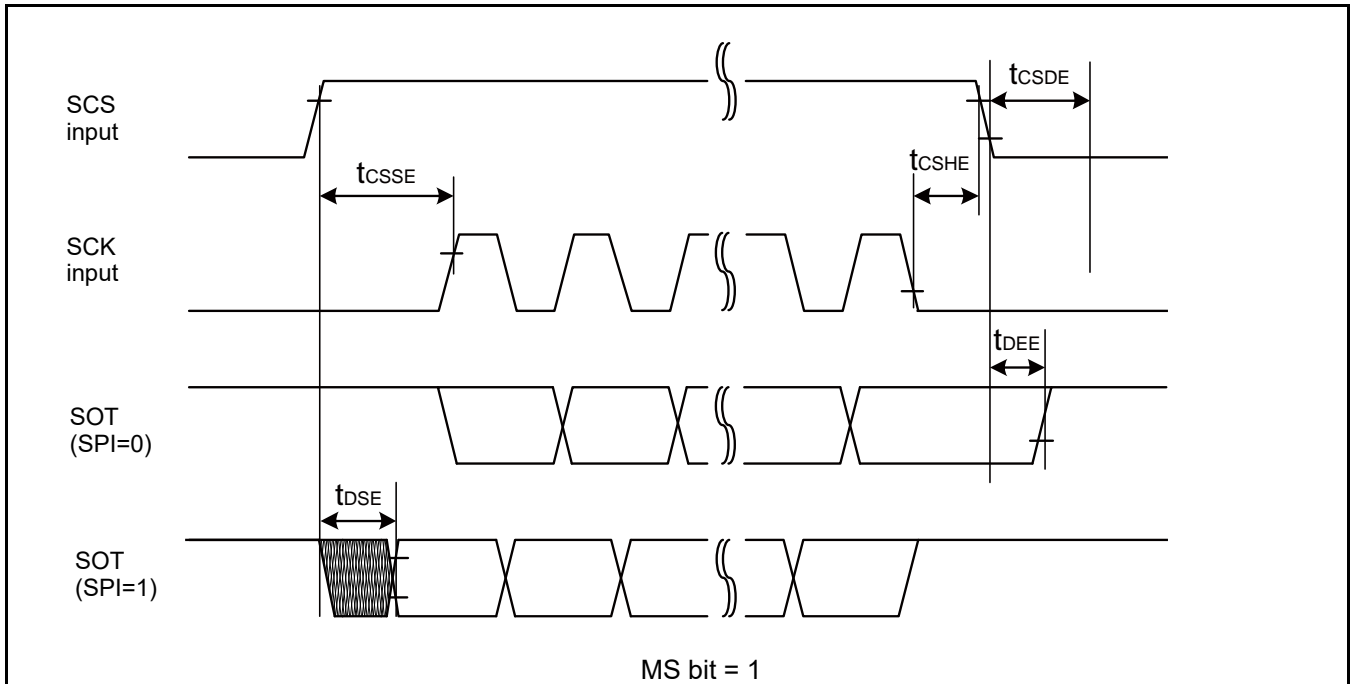 SCS
input
tCSDE
tCSHE
tCSSE
SCK
input
tDEE
SOT
(SPI=0)
tDSE
SOT
(SPI=1)
MS bit = 1